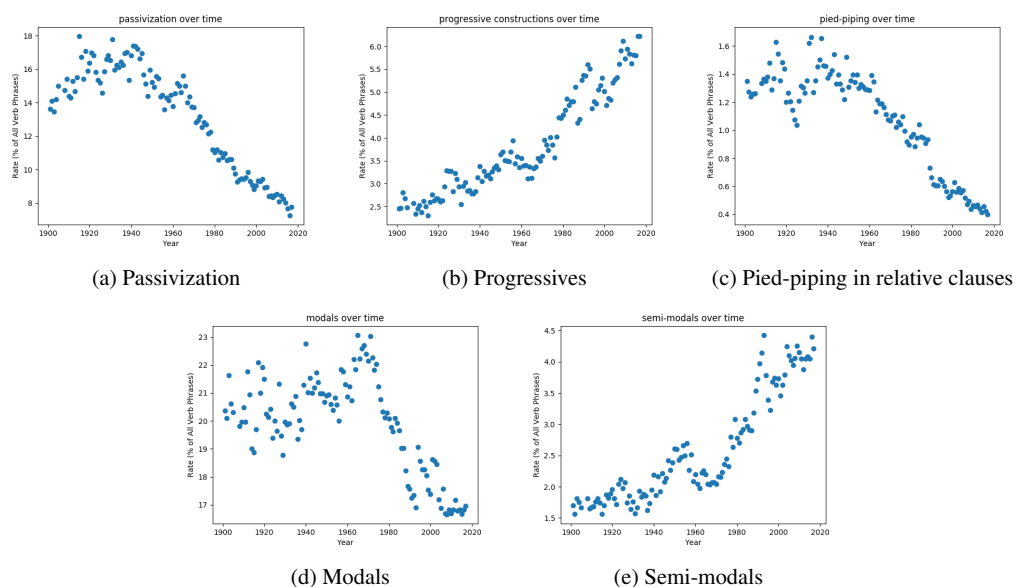 passivization over time
18
16
14
12
10
8
Rate (% of All Verb Phrases)
1900 1920 1940 1960 1980 2000 2020
Year
(a) Passivization
progressive constructions over time
6.0
5.5
5.0
4.5
4.0
3.5
3.0
2.5
Rate (% of All Verb Phrases)
1900 1920 1940 1960 1980 2000 2020
Year
(b) Progressives
pied-piping over time
1.6
1.4
1.2
1.0
0.8
0.6
0.4
Rate (% of All Verb Phrases)
1900 1920 1940 1960 1980 2000 2020
Year
(c) Pied-piping in relative clauses
modals over time
23
22
21
20
19
18
17
Rate (% of All Verb Phrases)
1900 1920 1940 1960 1980 2000 2020
Year
(d) Modals
semi-modals over time
4.5
4.0
3.5
3.0
2.5
2.0
1.5
Rate (% of All Verb Phrases)
1900 1920 1940 1960 1980 2000 2020
Year
(e) Semi-modals